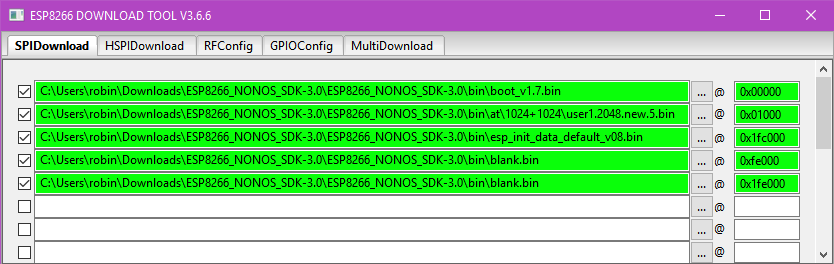 ESP8266 DOWNLOAD TOOL V3.6.6
SPIDownload HSPIDownload RFConfig GPIOConfig MultiDownload
C:\Users\robin\Downloads\ESP8266_NONOS_SDK-3.0\ESP8266_NONOS_SDK-3.0\bin\boot_v1.7.bin ... @ 0x00000
C:\Users\robin\Downloads\ESP8266_NONOS_SDK-3.0\ESP8266_NONOS_SDK-3.0\bin\at\1024+1024\user1.2048.new.5.bin ... @ 0x01000
C:\Users\robin\Downloads\ESP8266_NONOS_SDK-3.0\ESP8266_NONOS_SDK-3.0\bin\esp_init_data_default_v08.bin ... @ 0x1fc000
C:\Users\robin\Downloads\ESP8266_NONOS_SDK-3.0\ESP8266_NONOS_SDK-3.0\bin\blank.bin ... @ 0xfe000
C:\Users\robin\Downloads\ESP8266_NONOS_SDK-3.0\ESP8266_NONOS_SDK-3.0\bin\blank.bin ... @ 0x1fe000
... @
... @
... @